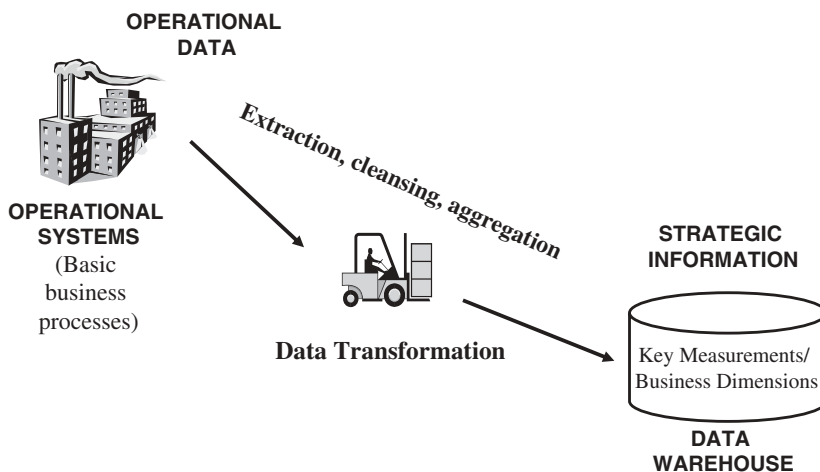 OPERATIONAL
DATA
Extraction, cleansing, aggregation
OPERATIONAL
SYSTEMS
(Basic
business
processes)
Data Transformation
STRATEGIC
INFORMATION
Key Measurements/
Business Dimensions
DATA
WAREHOUSE